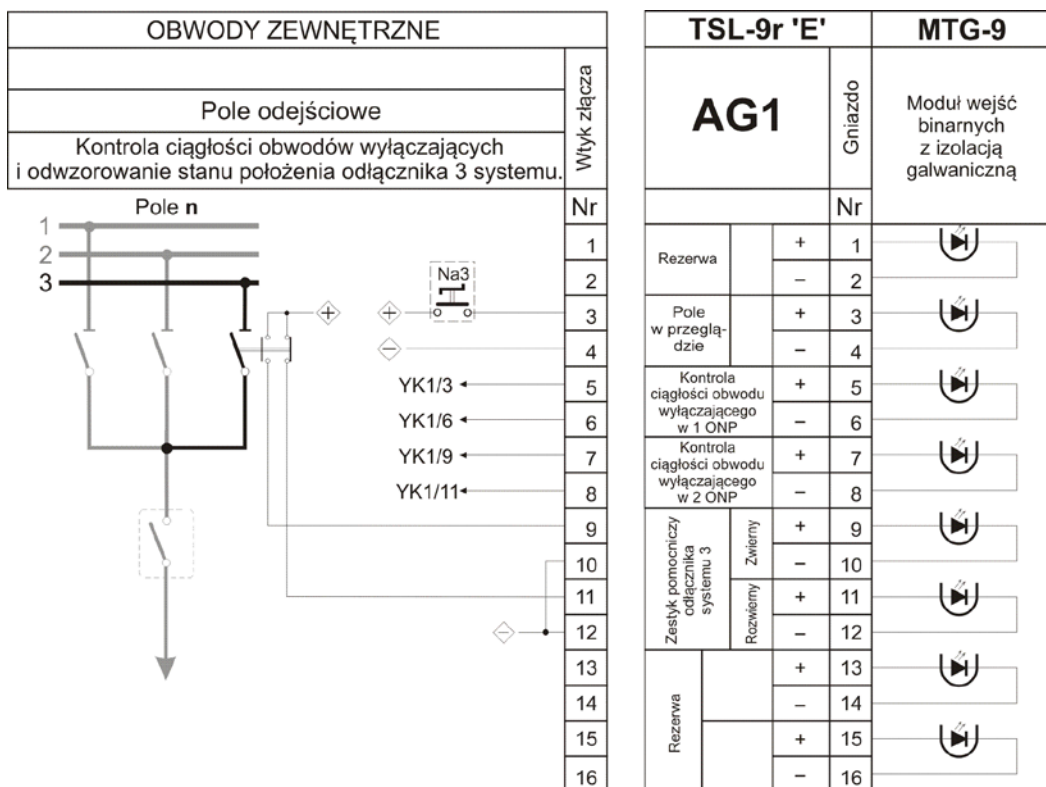 OBWODY ZEWNĘTRZNE
Pole odejściowe
Kontrola ciągłości obwodów wyłączających
i odwzorowanie stanu położenia odłącznika 3 systemu.
Wtyk złącza
Nr
Pole n
1
2
3
Na3
+
+
−
YK1/3
YK1/6
YK1/9
YK1/11
−
1
2
3
4
5
6
7
8
9
10
11
12
13
14
15
16
TSL-9r 'E'
MTG-9
AG1
Gniazdo
Moduł wejść
binarnych
z izolacją
galwaniczną
Nr
Rezerwa
+ 1
− 2
Pole
w przeglą-
dzie
+ 3
− 4
Kontrola
ciągłości obwodu
wyłączającego
w 1 ONP
+ 5
− 6
Kontrola
ciągłości obwodu
wyłączającego
w 2 ONP
+ 7
− 8
Zestyk pomocniczy
odłącznika
systemu 3
Zwierny
+ 9
− 10
Rozwierny
+ 11
− 12
Rezerwa
+ 13
− 14
+ 15
− 16